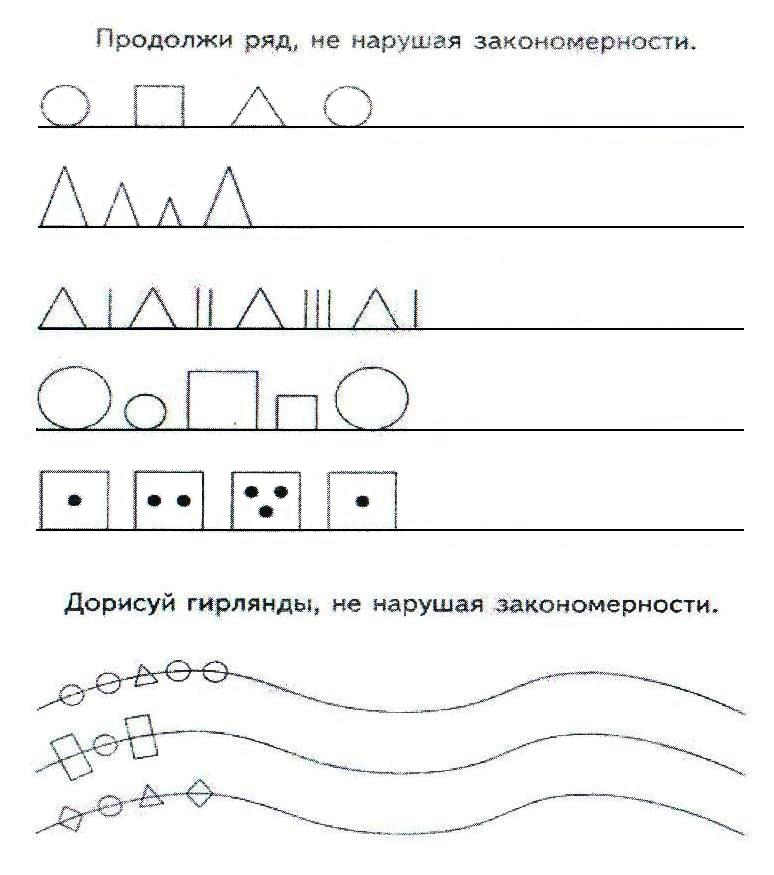 Продолжи ряд, не нарушая закономерности.
Дорисуй гирлянды, не нарушая закономерности.